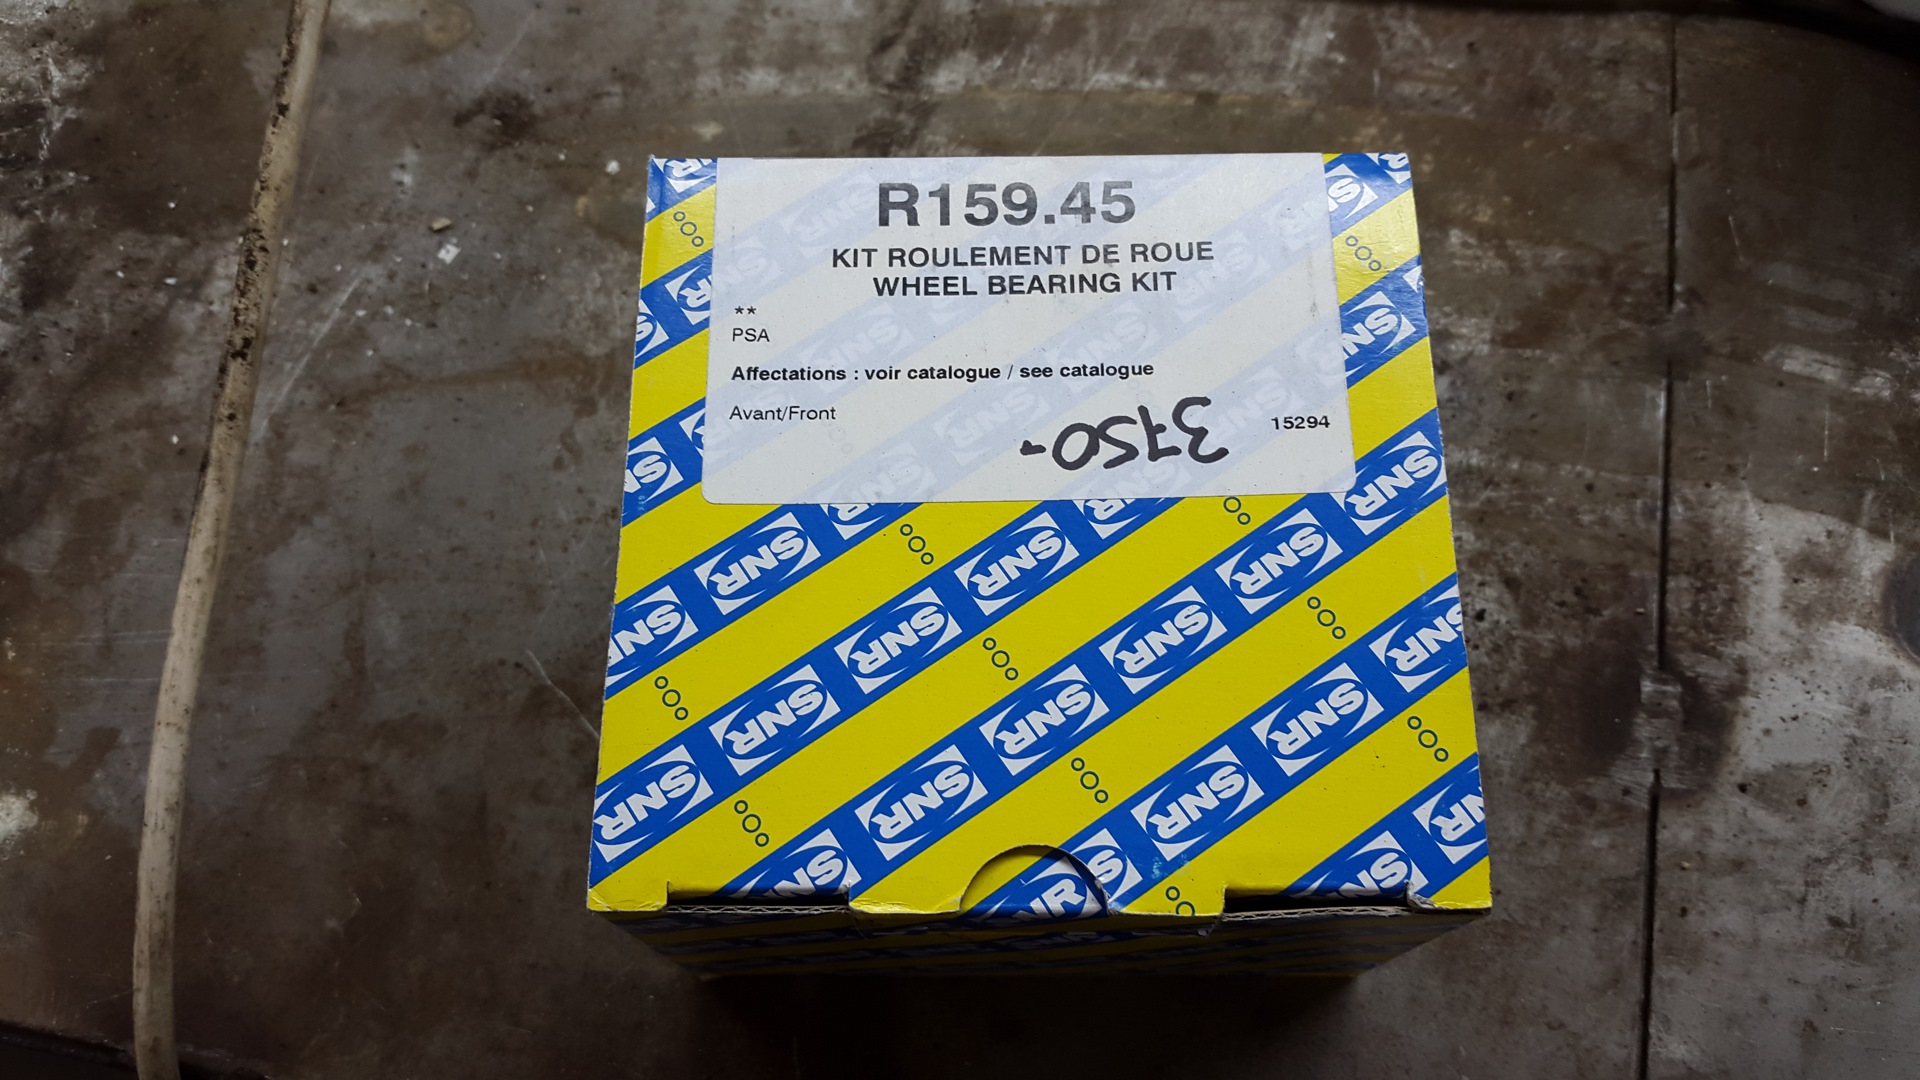 R159.45
KIT ROULEMENT DE ROUE
WHEEL BEARING KIT
**
PSA
Affectations : voir catalogue / see catalogue
Avant/Front
3750-
15294
SNR